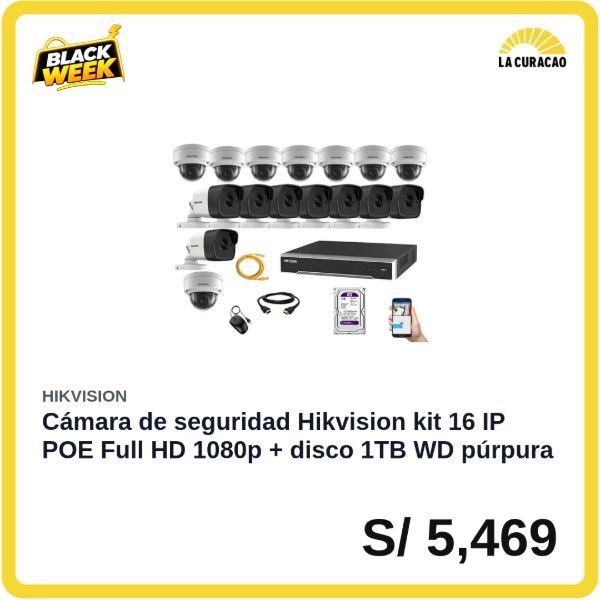 BLACK
WEEK
LA CURACAO
HIKVISION
Cámara de seguridad Hikvision kit 16 IP
POE Full HD 1080p + disco 1TB WD púrpura
S/ 5,469